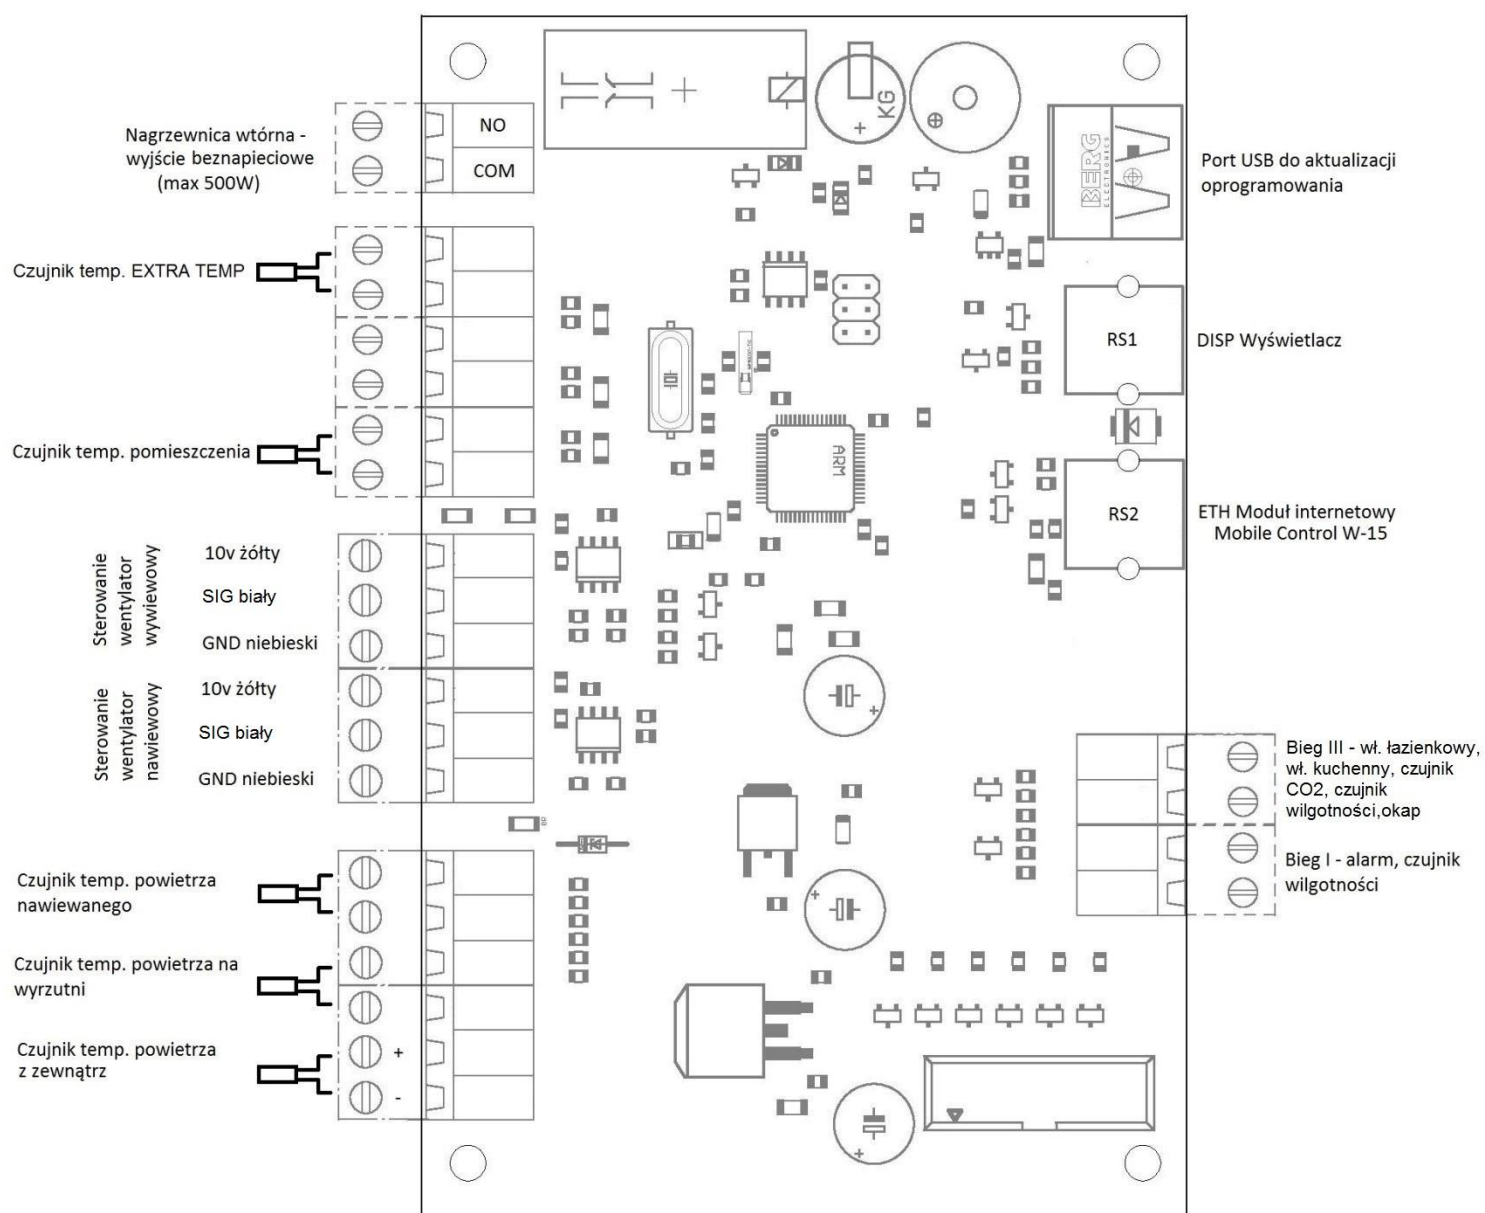 Nagrzewnica wtórna -
wyjście beznapieciowe
(max 500W)
NO
COM
KG
BERG
ELECTRONICS
Port USB do aktualizacji
oprogramowania
Czujnik temp. EXTRA TEMP
RS1
DISP Wyświetlacz
Czujnik temp. pomieszczenia
ARM
RS2
ETH Moduł internetowy
Mobile Control W-15
Sterowanie
wentylator
wywiewowy
10v żółty
SIG biały
GND niebieski
Sterowanie
wentylator
nawiewowy
10v żółty
SIG biały
GND niebieski
Bieg III - wł. łazienkowy,
wł. kuchenny, czujnik
CO2, czujnik
wilgotności,okap
Bieg I - alarm, czujnik
wilgotności
Czujnik temp. powietrza
nawiewanego
Czujnik temp. powietrza na
wyrzutni
Czujnik temp. powietrza
z zewnątrz
+
-